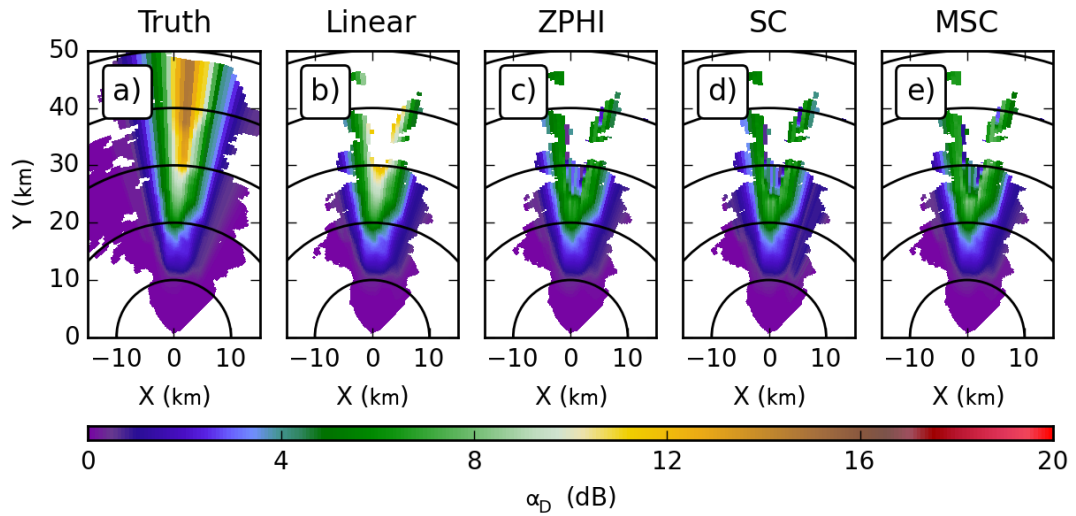 Truth Linear ZPHI SC MSC
a) b) c) d) e)
50
40
30
20
10
0
Y (km)
−10 0 10 −10 0 10 −10 0 10 −10 0 10 −10 0 10
X (km) X (km) X (km) X (km) X (km)
0 4 8 12 16 20
αD (dB)